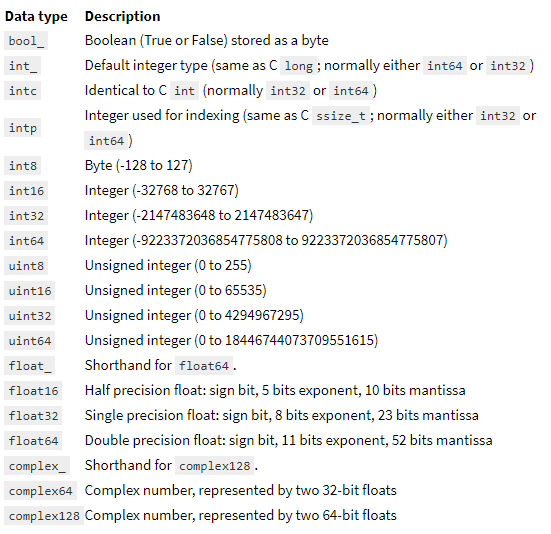 Data type Description
bool_ Boolean (True or False) stored as a byte
int_ Default integer type (same as C long ; normally either int64 or int32 )
intc Identical to C int (normally int32 or int64 )
intp Integer used for indexing (same as C ssize_t ; normally either int32 or
int64 )
int8 Byte (-128 to 127)
int16 Integer (-32768 to 32767)
int32 Integer (-2147483648 to 2147483647)
int64 Integer (-9223372036854775808 to 9223372036854775807)
uint8 Unsigned integer (0 to 255)
uint16 Unsigned integer (0 to 65535)
uint32 Unsigned integer (0 to 4294967295)
uint64 Unsigned integer (0 to 18446744073709551615)
float_ Shorthand for float64 .
float16 Half precision float: sign bit, 5 bits exponent, 10 bits mantissa
float32 Single precision float: sign bit, 8 bits exponent, 23 bits mantissa
float64 Double precision float: sign bit, 11 bits exponent, 52 bits mantissa
complex_ Shorthand for complex128 .
complex64 Complex number, represented by two 32-bit floats
complex128 Complex number, represented by two 64-bit floats